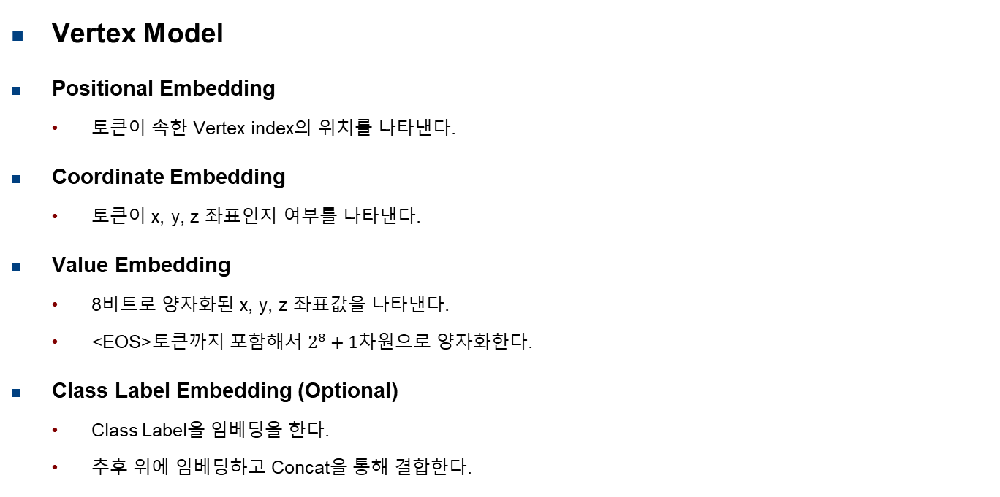 ■ Vertex Model
■ Positional Embedding
• 토큰이 속한 Vertex index의 위치를 나타낸다.
■ Coordinate Embedding
• 토큰이 x, y, z 좌표인지 여부를 나타낸다.
■ Value Embedding
• 8비트로 양자화된 x, y, z 좌표값을 나타낸다.
• <EOS>토큰까지 포함해서 2⁸ + 1차원으로 양자화한다.
■ Class Label Embedding (Optional)
• Class Label을 임베딩을 한다.
• 추후 위에 임베딩하고 Concat을 통해 결합한다.